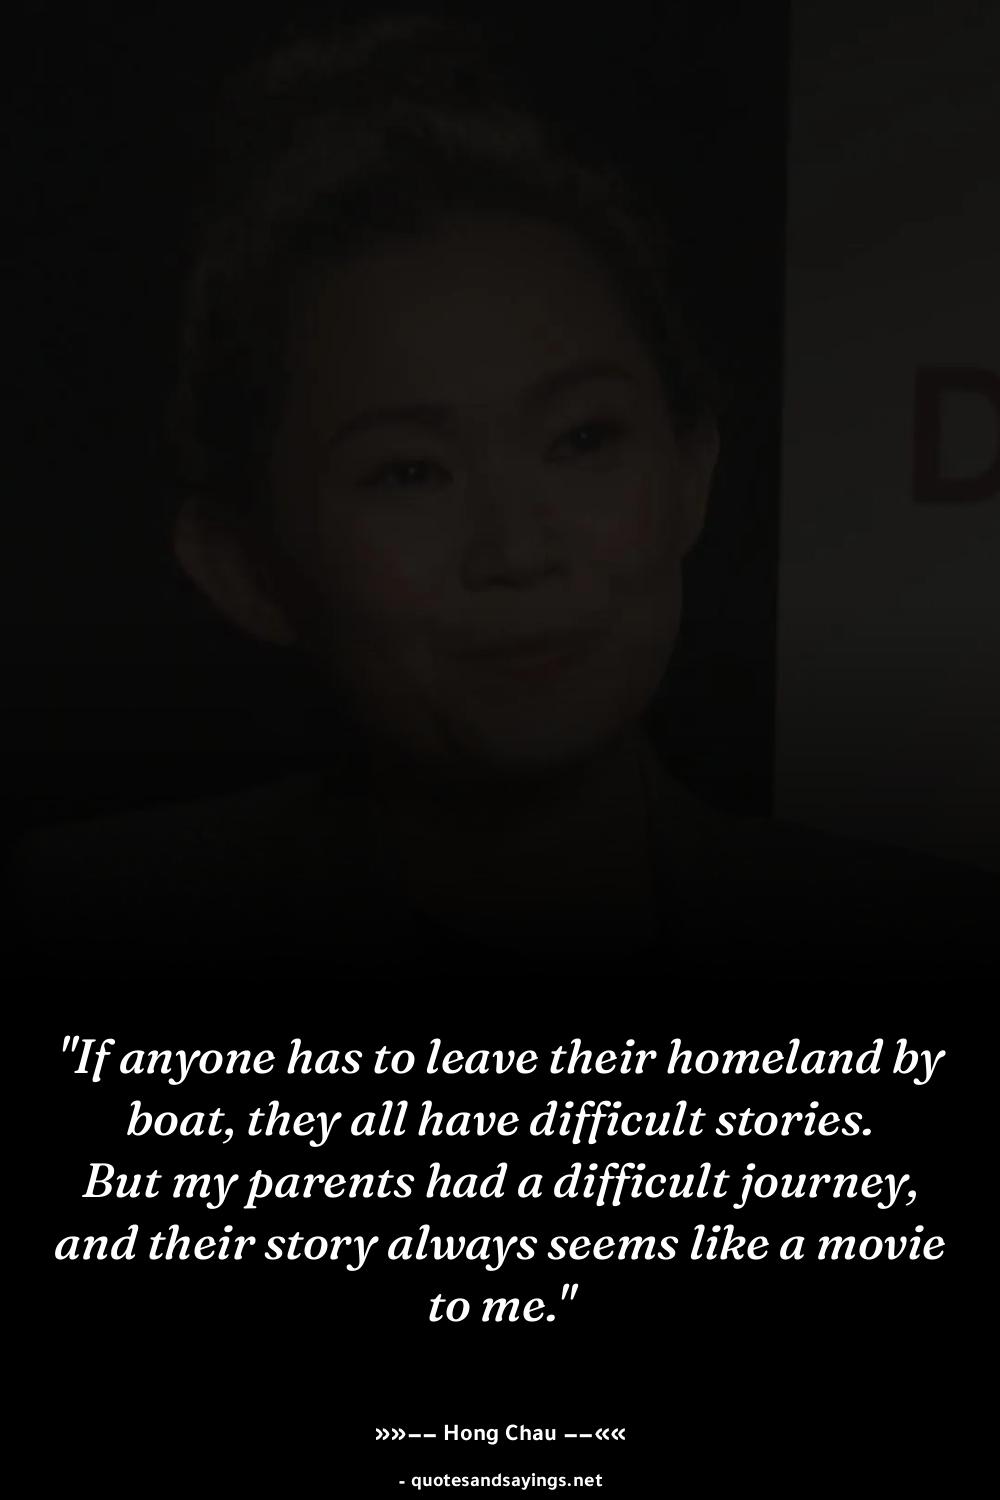 D
"If anyone has to leave their homeland by
boat, they all have difficult stories.
But my parents had a difficult journey,
and their story always seems like a movie
to me."
»»—— Hong Chau ——««
- quotesandsayings.net